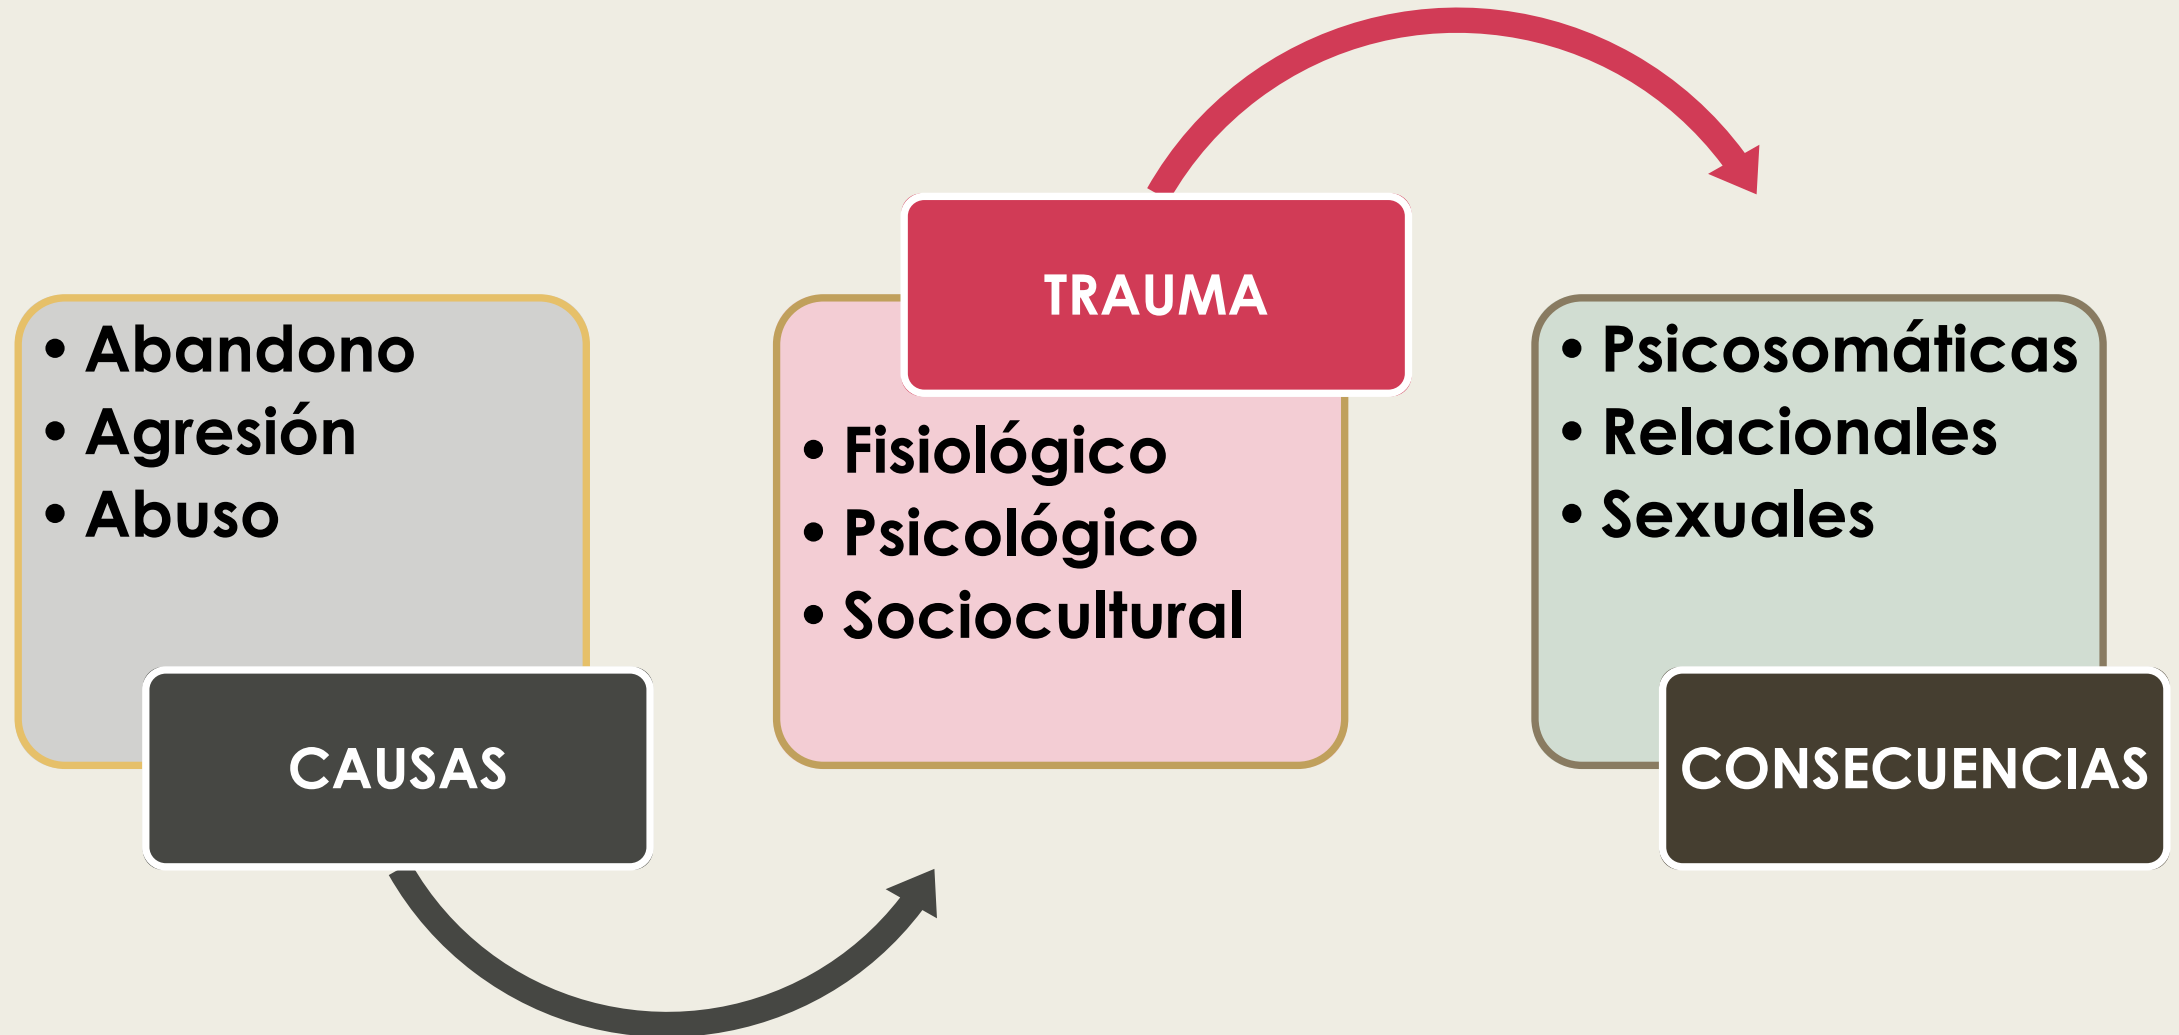 • Abandono
• Agresión
• Abuso
CAUSAS
TRAUMA
• Fisiológico
• Psicológico
• Sociocultural
• Psicosomáticas
• Relacionales
• Sexuales
CONSECUENCIAS